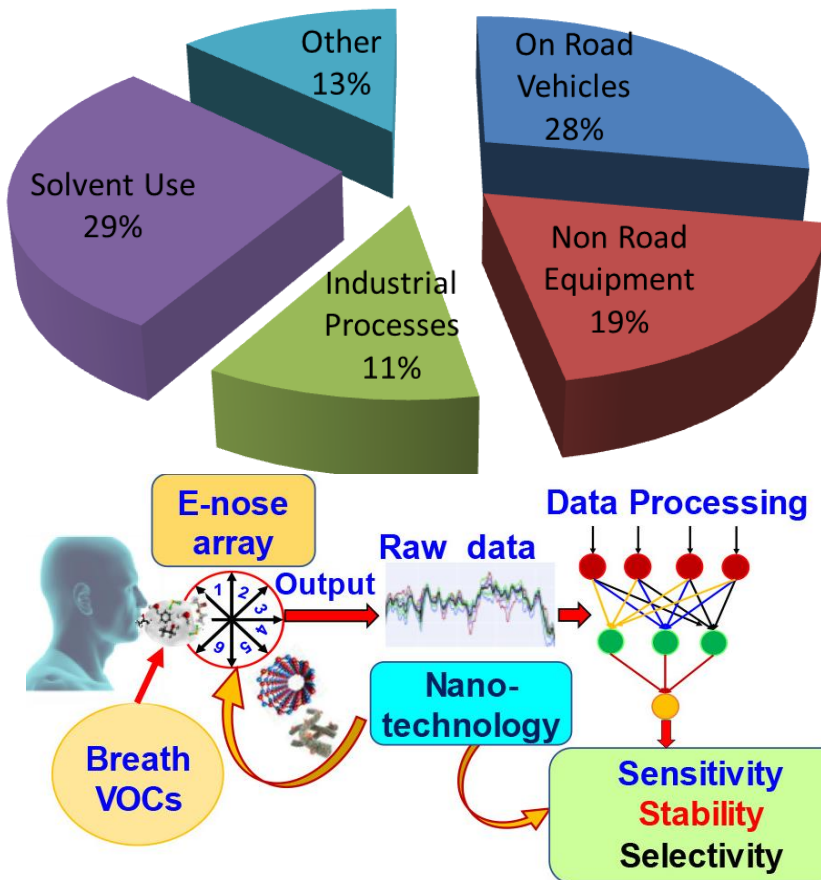 Other
13%
On Road
Vehicles
28%
Solvent Use
29%
Non Road
Equipment
19%
Industrial
Processes
11%
E-nose
array
Data Processing
Raw data
Output
1
2
3
4
5
6
Nano-
technology
Breath
VOCs
Sensitivity
Stability
Selectivity